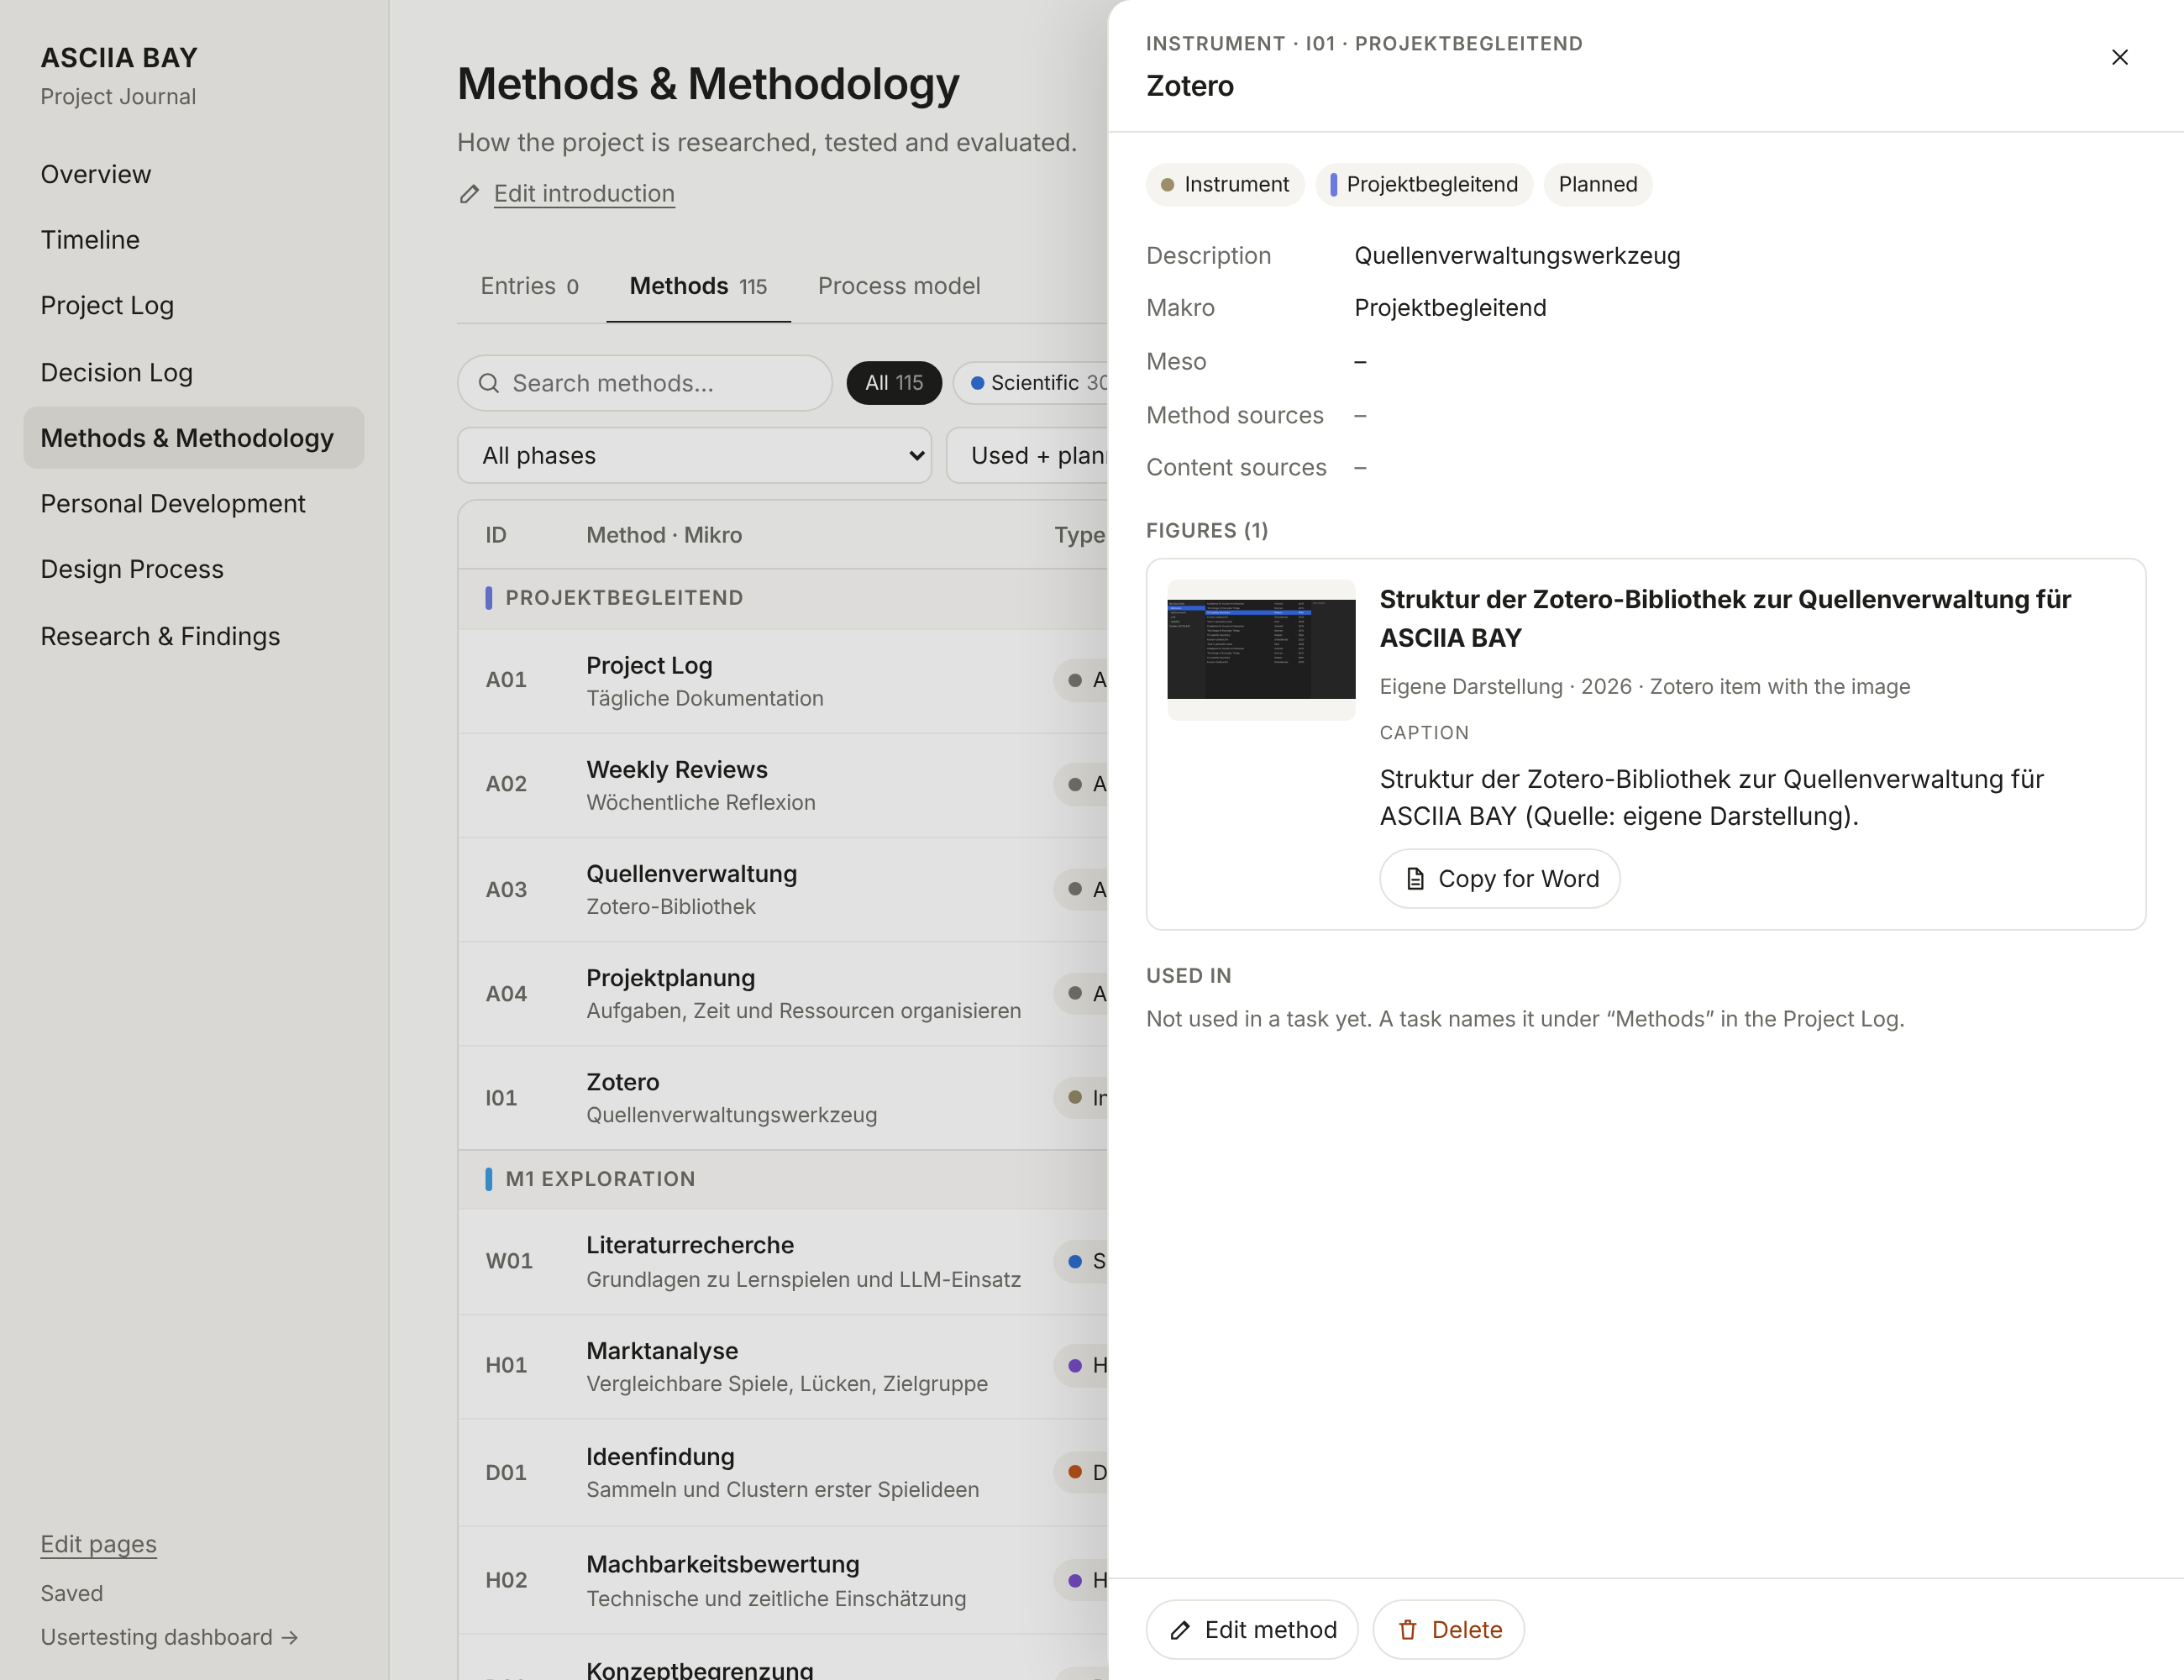 ASCIIA BAY
Project Journal
Overview
Timeline
Project Log
Decision Log
Methods & Methodology
Personal Development
Design Process
Research & Findings
Edit pages
Saved
Usertesting dashboard →
Methods & Methodology
How the project is researched, tested and evaluated.
Edit introduction
Entries 0
Methods 115
Process model
Search methods...
All 115
Scientific 30
All phases
Used + plan
ID
Method · Mikro
Type
PROJEKTBEGLEITEND
A01
Project Log
Tägliche Dokumentation
A
A02
Weekly Reviews
Wöchentliche Reflexion
A
A03
Quellenverwaltung
Zotero-Bibliothek
A
A04
Projektplanung
Aufgaben, Zeit und Ressourcen organisieren
A
I01
Zotero
Quellenverwaltungswerkzeug
In
M1 EXPLORATION
W01
Literaturrecherche
Grundlagen zu Lernspielen und LLM-Einsatz
S
H01
Marktanalyse
Vergleichbare Spiele, Lücken, Zielgruppe
H
D01
Ideenfindung
Sammeln und Clustern erster Spielideen
D
H02
Machbarkeitsbewertung
Technische und zeitliche Einschätzung
H
Konzeptbegrenzung
INSTRUMENT · I01 · PROJEKTBEGLEITEND
Zotero
Instrument
Projektbegleitend
Planned
Description
Quellenverwaltungswerkzeug
Makro
Projektbegleitend
Meso
–
Method sources
–
Content sources
–
FIGURES (1)
Struktur der Zotero-Bibliothek zur Quellenverwaltung für
ASCIIA BAY
Eigene Darstellung · 2026 · Zotero item with the image
CAPTION
Struktur der Zotero-Bibliothek zur Quellenverwaltung für
ASCIIA BAY (Quelle: eigene Darstellung).
Copy for Word
USED IN
Not used in a task yet. A task names it under “Methods” in the Project Log.
Edit method
Delete